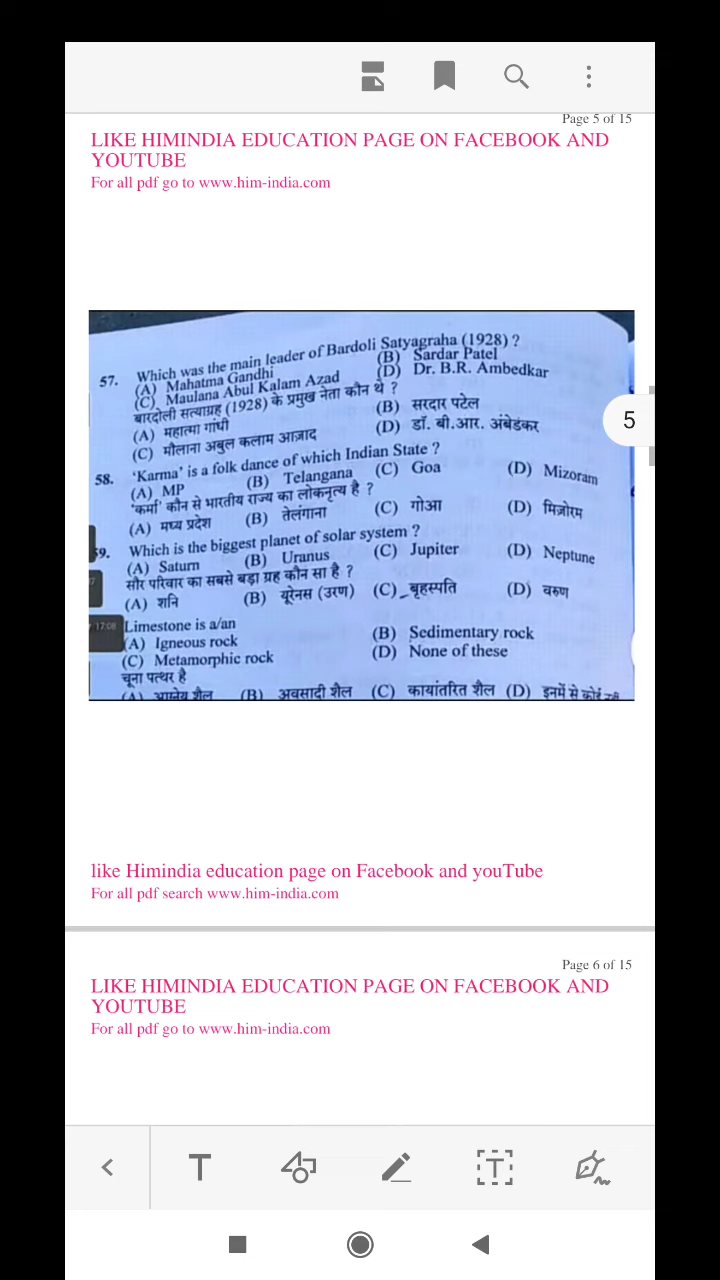 Page 5 of 15
LIKE HIMINDIA EDUCATION PAGE ON FACEBOOK AND
YOUTUBE
For all pdf go to www.him-india.com
57. Which was the main leader of Bardoli Satyagraha (1928) ?
(A) Mahatma Gandhi (B) Sardar Patel
(C) Maulana Abul Kalam Azad (D) Dr. B.R. Ambedkar
बारदोली सत्याग्रह (1928) के प्रमुख नेता कौन थे ?
(A) महात्मा गांधी (B) सरदार पटेल
(C) मौलाना अबुल कलाम आज़ाद (D) डॉ. बी.आर. अंबेडंकर
5
58. 'Karma' is a folk dance of which Indian State ?
(A) MP (B) Telangana (C) Goa (D) Mizoram
'कर्मा' कौन से भारतीय राज्य का लोकनृत्य है ?
(A) मध्य प्रदेश (B) तेलंगाना (C) गोआ (D) मिज़ोरम
59. Which is the biggest planet of solar system ?
(A) Saturn (B) Uranus (C) Jupiter (D) Neptune
सौर परिवार का सबसे बड़ा ग्रह कौन सा है ?
(A) शनि (B) यूरेनस (उरण) (C) बृहस्पति (D) वरुण
17:08
Limestone is a/an
(A) Igneous rock (B) Sedimentary rock
(C) Metamorphic rock (D) None of these
चूना पत्थर है
(A) आग्नेय शैल (B) अवसादी शैल (C) कायांतरित शैल (D) इनमें से कोई
like Himindia education page on Facebook and youTube
For all pdf search www.him-india.com
Page 6 of 15
LIKE HIMINDIA EDUCATION PAGE ON FACEBOOK AND
YOUTUBE
For all pdf go to www.him-india.com